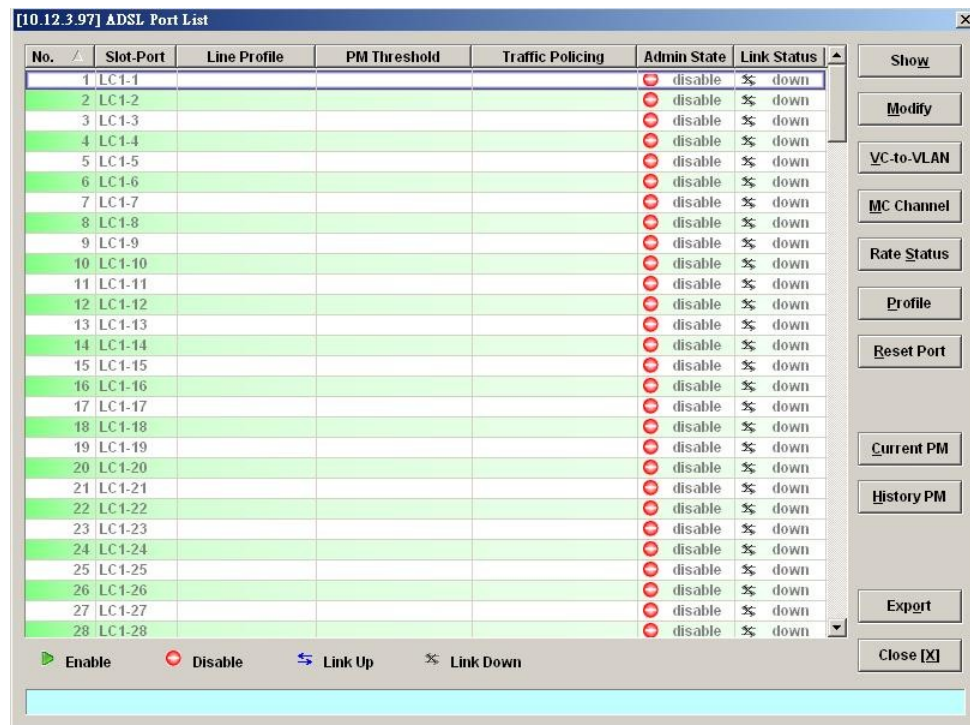 [10.12.3.97] ADSL Port List
No. Slot-Port Line Profile PM Threshold Traffic Policing Admin State Link Status
1 LC1-1 disable down
2 LC1-2 disable down
3 LC1-3 disable down
4 LC1-4 disable down
5 LC1-5 disable down
6 LC1-6 disable down
7 LC1-7 disable down
8 LC1-8 disable down
9 LC1-9 disable down
10 LC1-10 disable down
11 LC1-11 disable down
12 LC1-12 disable down
13 LC1-13 disable down
14 LC1-14 disable down
15 LC1-15 disable down
16 LC1-16 disable down
17 LC1-17 disable down
18 LC1-18 disable down
19 LC1-19 disable down
20 LC1-20 disable down
21 LC1-21 disable down
22 LC1-22 disable down
23 LC1-23 disable down
24 LC1-24 disable down
25 LC1-25 disable down
26 LC1-26 disable down
27 LC1-27 disable down
28 LC1-28 disable down
Enable Disable Link Up Link Down
Show
Modify
VC-to-VLAN
MC Channel
Rate Status
Profile
Reset Port
Current PM
History PM
Export
Close [X]